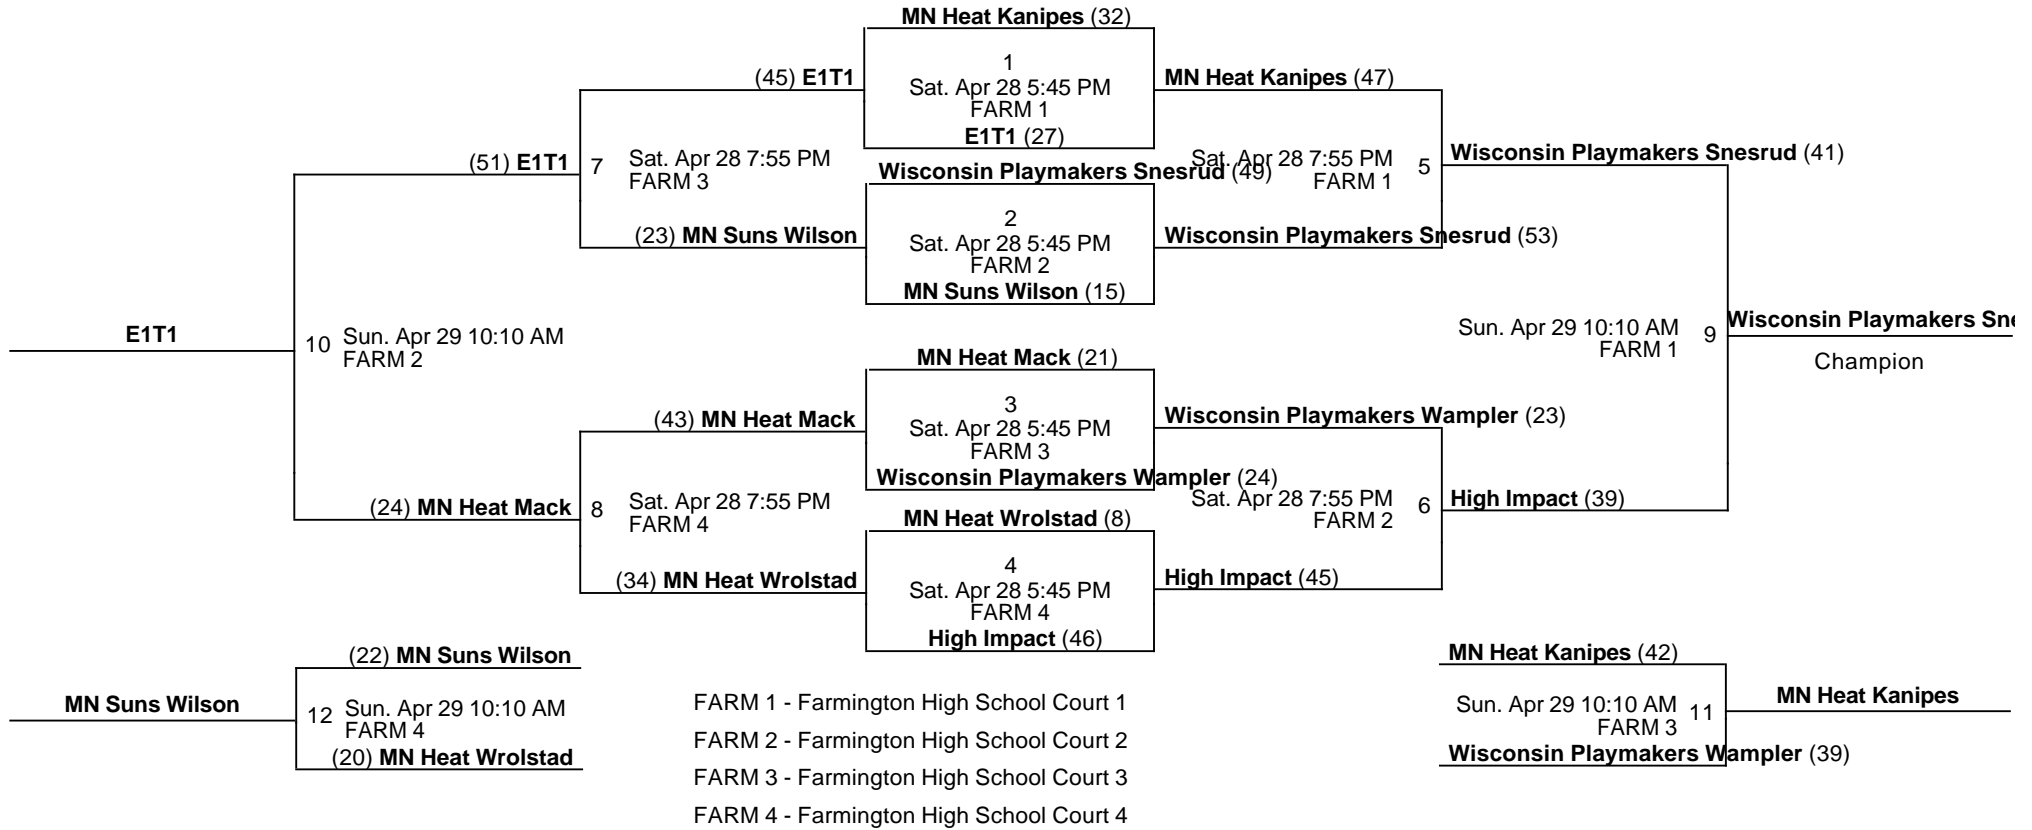 MN Heat Kanipes (32)
1
Sat. Apr 28 5:45 PM
FARM 1
E1T1 (27)
(45) E1T1
MN Heat Kanipes (47)
(51) E1T1
7 Sat. Apr 28 7:55 PM
FARM 3
Wisconsin Playmakers Snesrud (49)
Sat. Apr 28 7:55 PM 5
FARM 1
Wisconsin Playmakers Snesrud (41)
2
Sat. Apr 28 5:45 PM
FARM 2
MN Suns Wilson (15)
(23) MN Suns Wilson
Wisconsin Playmakers Snesrud (53)
E1T1
10 Sun. Apr 29 10:10 AM
FARM 2
Sun. Apr 29 10:10 AM 9
FARM 1
Wisconsin Playmakers Sne
Champion
MN Heat Mack (21)
3
Sat. Apr 28 5:45 PM
FARM 3
Wisconsin Playmakers Wampler (24)
(43) MN Heat Mack
Wisconsin Playmakers Wampler (23)
(24) MN Heat Mack
8 Sat. Apr 28 7:55 PM
FARM 4
Sat. Apr 28 7:55 PM 6
FARM 2
High Impact (39)
MN Heat Wrolstad (8)
4
Sat. Apr 28 5:45 PM
FARM 4
High Impact (46)
(34) MN Heat Wrolstad
High Impact (45)
(22) MN Suns Wilson
MN Suns Wilson
12 Sun. Apr 29 10:10 AM
FARM 4
(20) MN Heat Wrolstad
MN Heat Kanipes (42)
Sun. Apr 29 10:10 AM 11
FARM 3
MN Heat Kanipes
Wisconsin Playmakers Wampler (39)
FARM 1 - Farmington High School Court 1
FARM 2 - Farmington High School Court 2
FARM 3 - Farmington High School Court 3
FARM 4 - Farmington High School Court 4